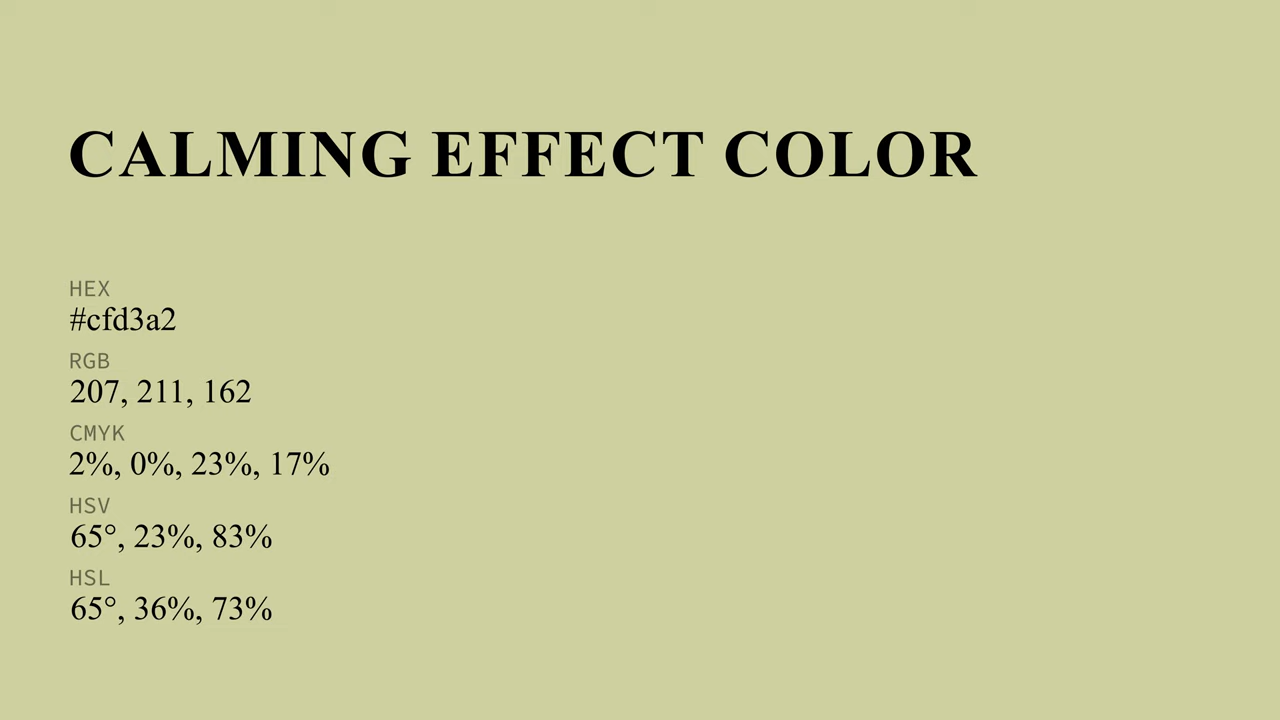 CALMING EFFECT COLOR
HEX
#cfd3a2
RGB
207, 211, 162
CMYK
2%, 0%, 23%, 17%
HSV
65°, 23%, 83%
HSL
65°, 36%, 73%